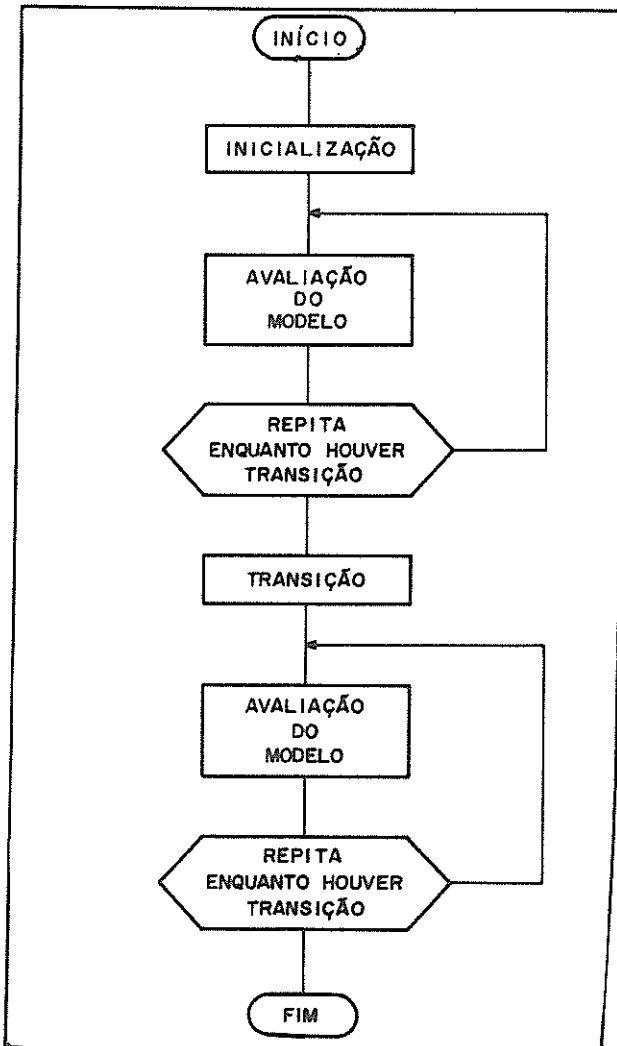 INÍCIO
INICIALIZAÇÃO
AVALIAÇÃO
DO
MODELO
REPITA
ENQUANTO HOUVER
TRANSIÇÃO
TRANSIÇÃO
AVALIAÇÃO
DO
MODELO
REPITA
ENQUANTO HOUVER
TRANSIÇÃO
FIM